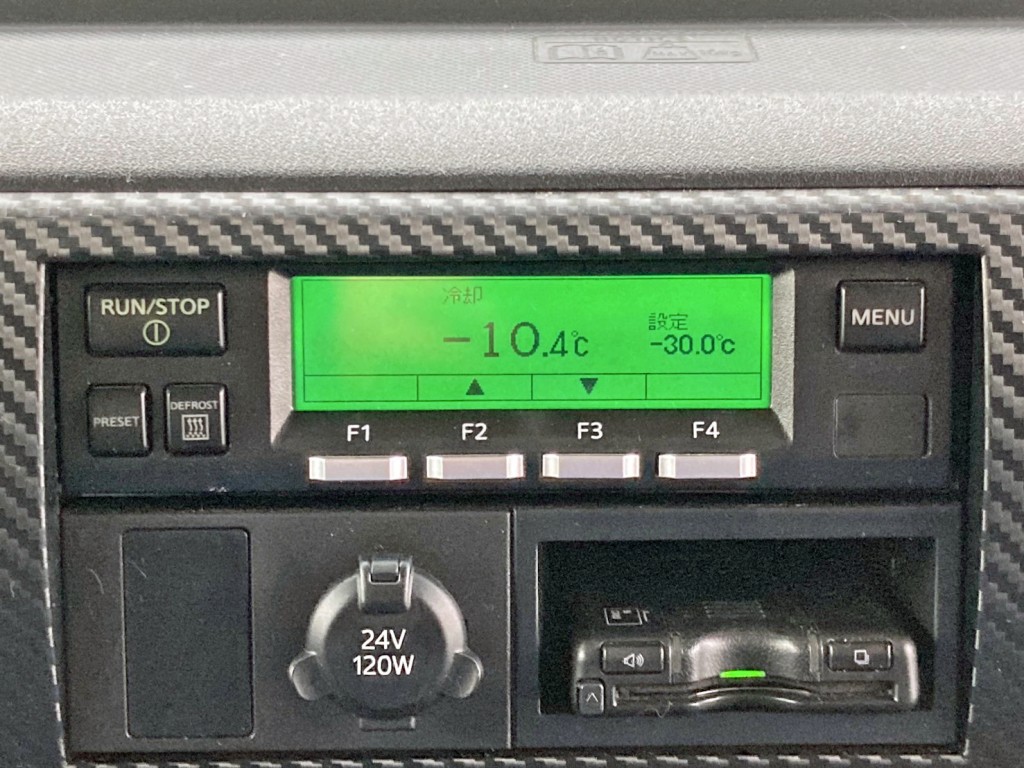 RUN/STOP
冷却
-10.4℃
設定
-30.0℃
▲
▼
MENU
PRESET
DEFROST
F1
F2
F3
F4
24V
120W